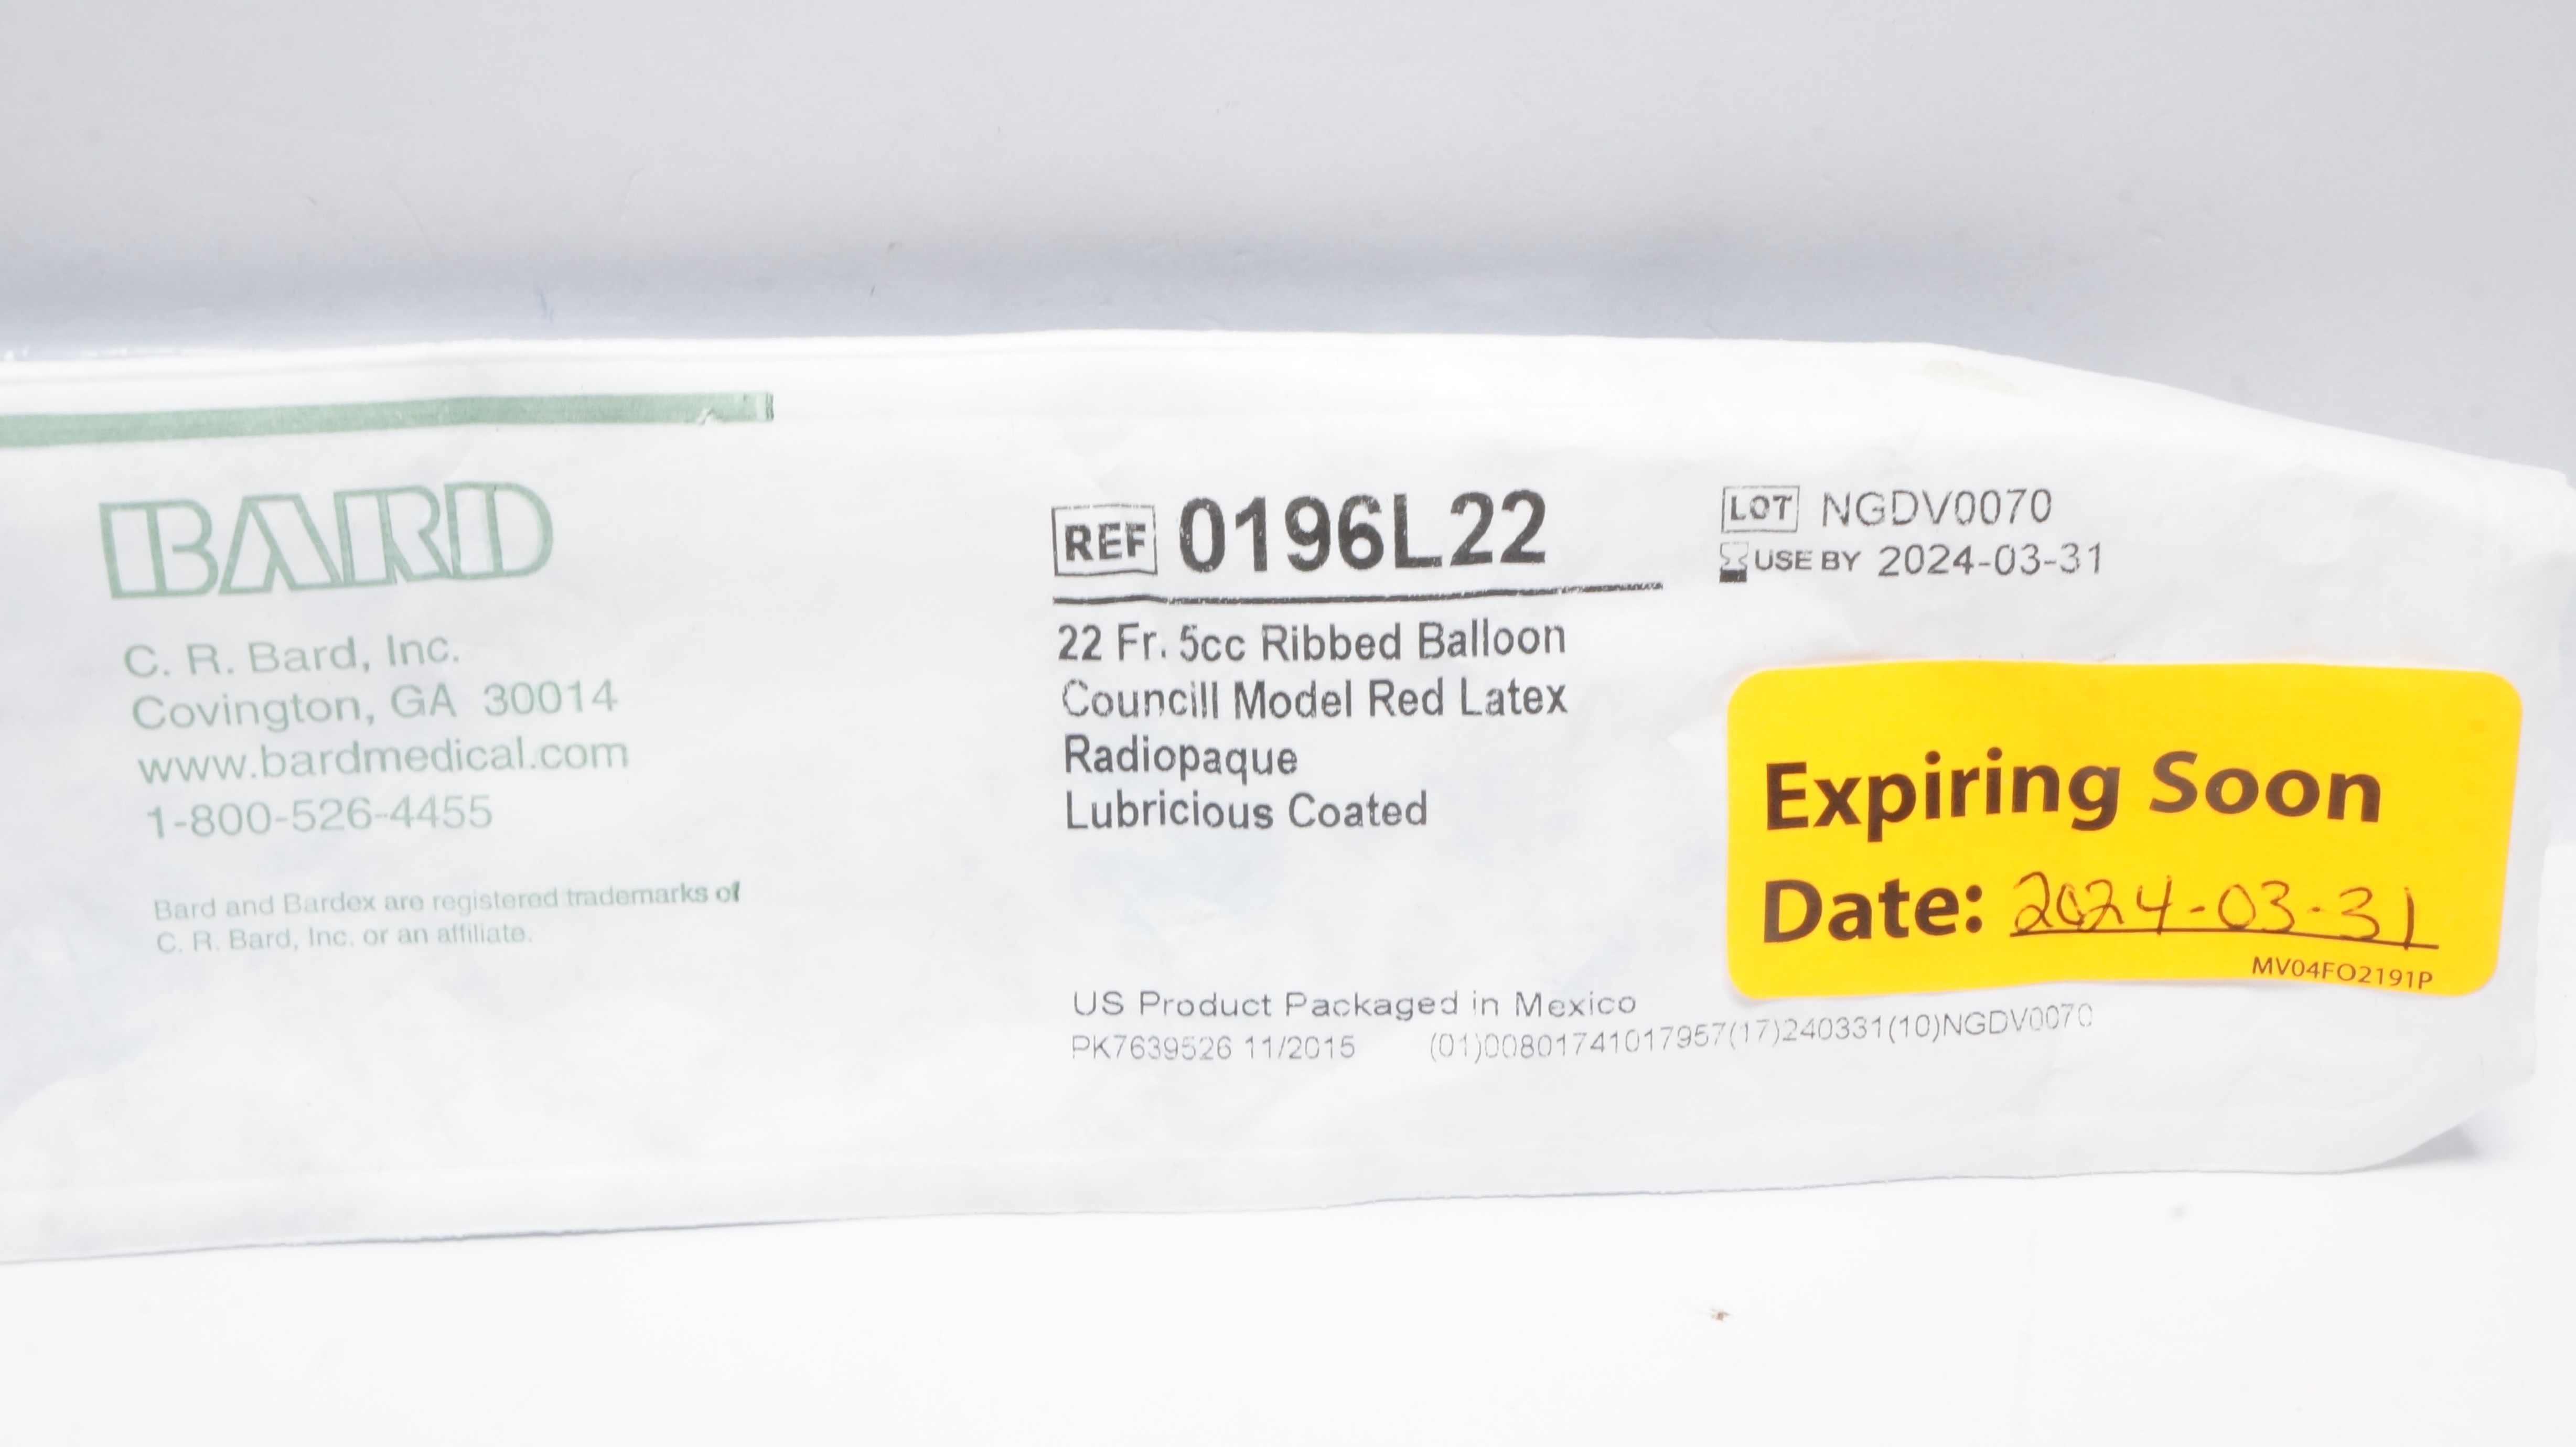 BARD
C. R. Bard, Inc.
Covington, GA 30014
www.bardmedical.com
1-800-526-4455
Bard and Bardex are registered trademarks of
C. R. Bard, Inc. or an affiliate.
REF 0196L22
22 Fr. 5cc Ribbed Balloon
Councill Model Red Latex
Radiopaque
Lubricious Coated
US Product Packaged in Mexico
PK7639526 11/2015 (01)00801741017957(17)240331(10)NGDV0070
LOT NGDV0070
USE BY 2024-03-31
Expiring Soon
Date: 2024-03-31
MV04FO2191P